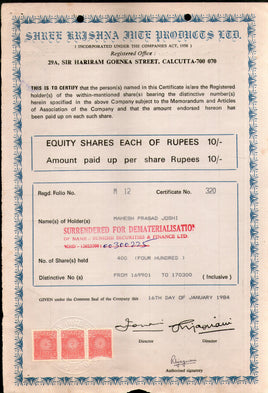 SHREE KRISHNA JUTE PRODUCTS LTD.
( INCORPORATED UNDER THE COMPANIES ACT, 1956 )
Registered Office :
29A, SIR HARIRAM GOENKA STREET, CALCUTTA-700 070
THIS IS TO CERTIFY that the person(s) named in this Certificate is/are the Registered
holder(s) of the within-mentioned share(s) bearing the distinctive number(s)
herein specified in the above Company subject to the Memorandum and Articles
of Association of the Company and that the amount endorsed hereon has
been paid up on each such share.
EQUITY SHARES EACH OF RUPEES 10/-
Amount paid up per share Rupees 10/-
Regd. Folio No. M 12 Certificate No. 320
Name(s) of Holder(s) MAHESH PRASAD JOSHI
SURRENDERED FOR DEMATERIALISATION
SECURITIES & FINANCE LTD.
00300225
No. of Share(s) held 400 (FOUR HUNDRED)
Distinctive No (s) FROM 169901 TO 170300 ( Inclusive )
GIVEN under the Common Seal of the Company this 16TH DAY OF JANUARY 1984
Director Director
Authorised signatory